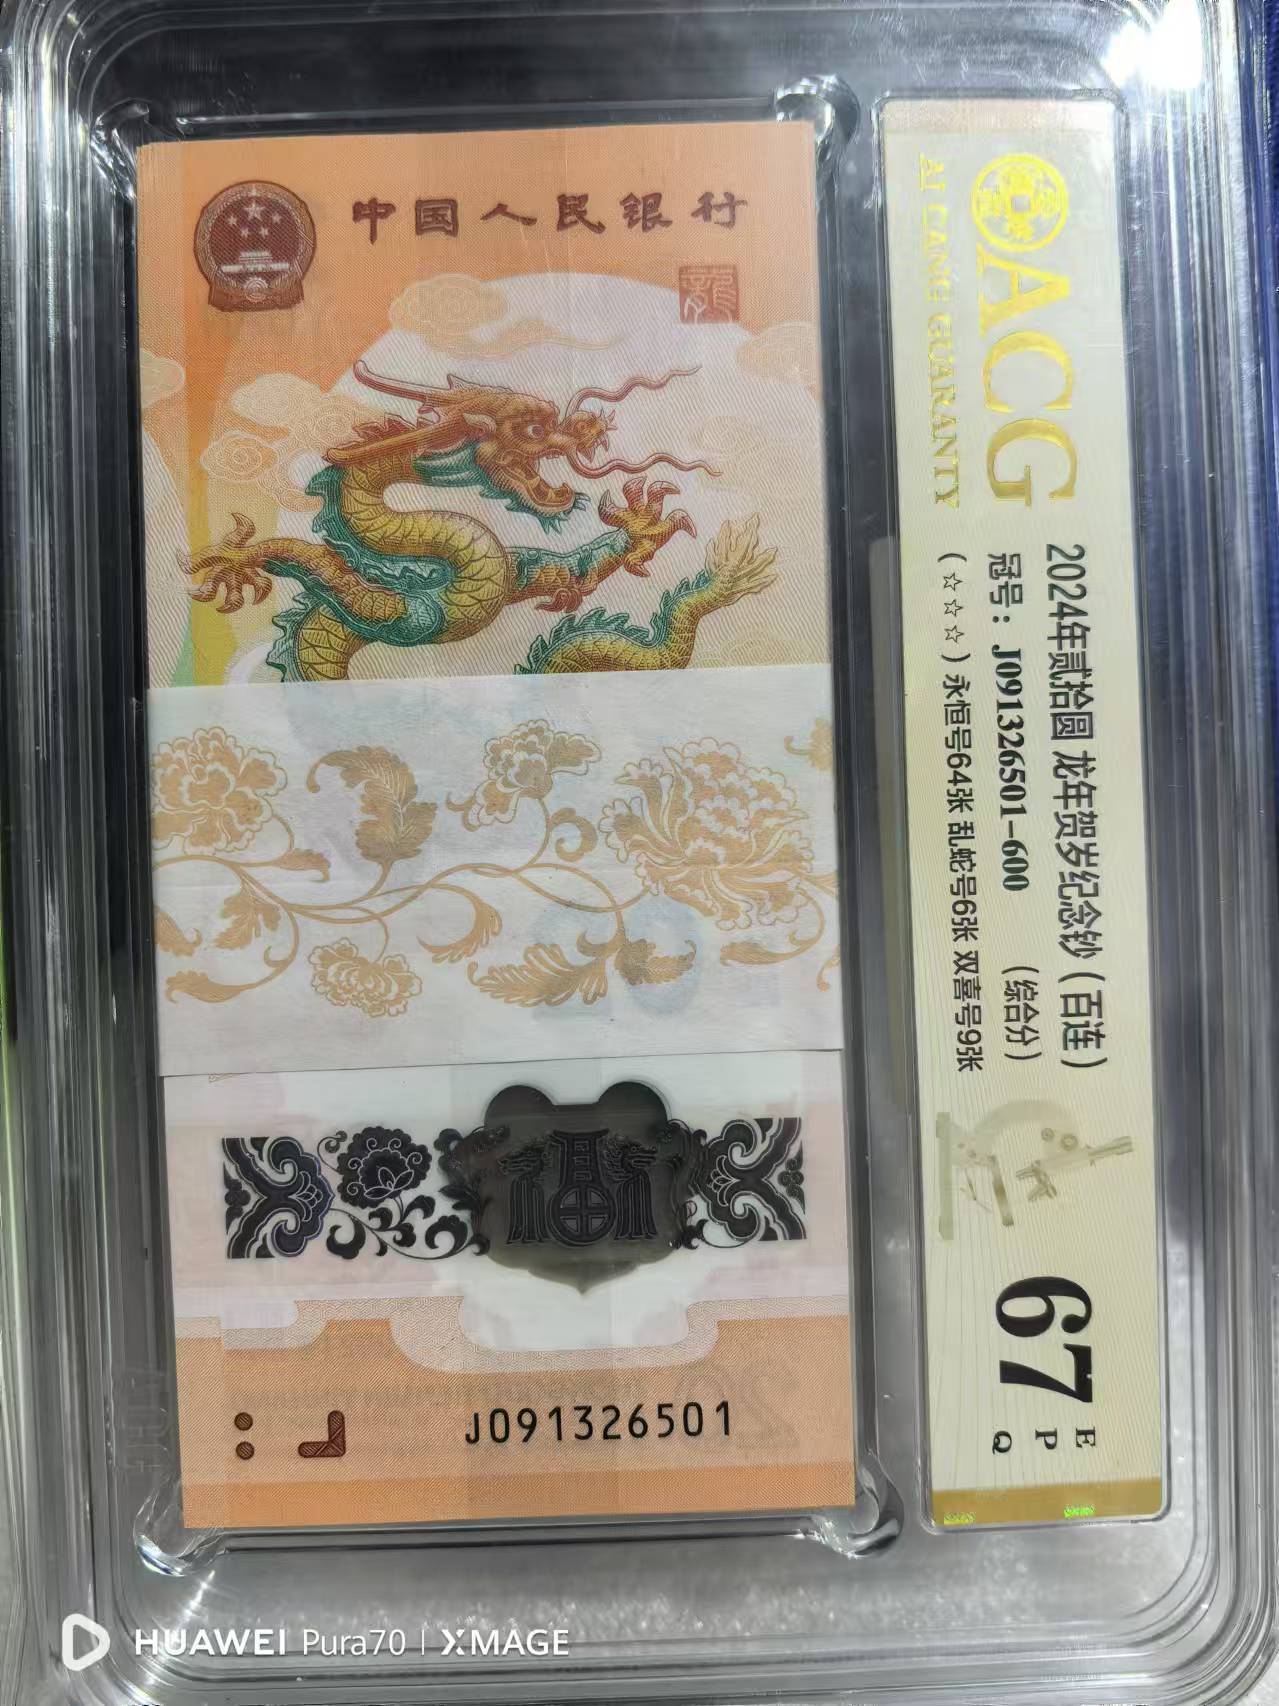 中国人民银行
龍
J091326501
ACG
AI CANG GUARANTY
2024年贰拾圆 龙年贺岁纪念钞(百连)
冠号:J091326501-600 (综合分)
(☆☆☆)永恒号64张 乱蛇号6张 双喜号9张
67
E
P
Q
HUAWEI Pura70 | XMAGE